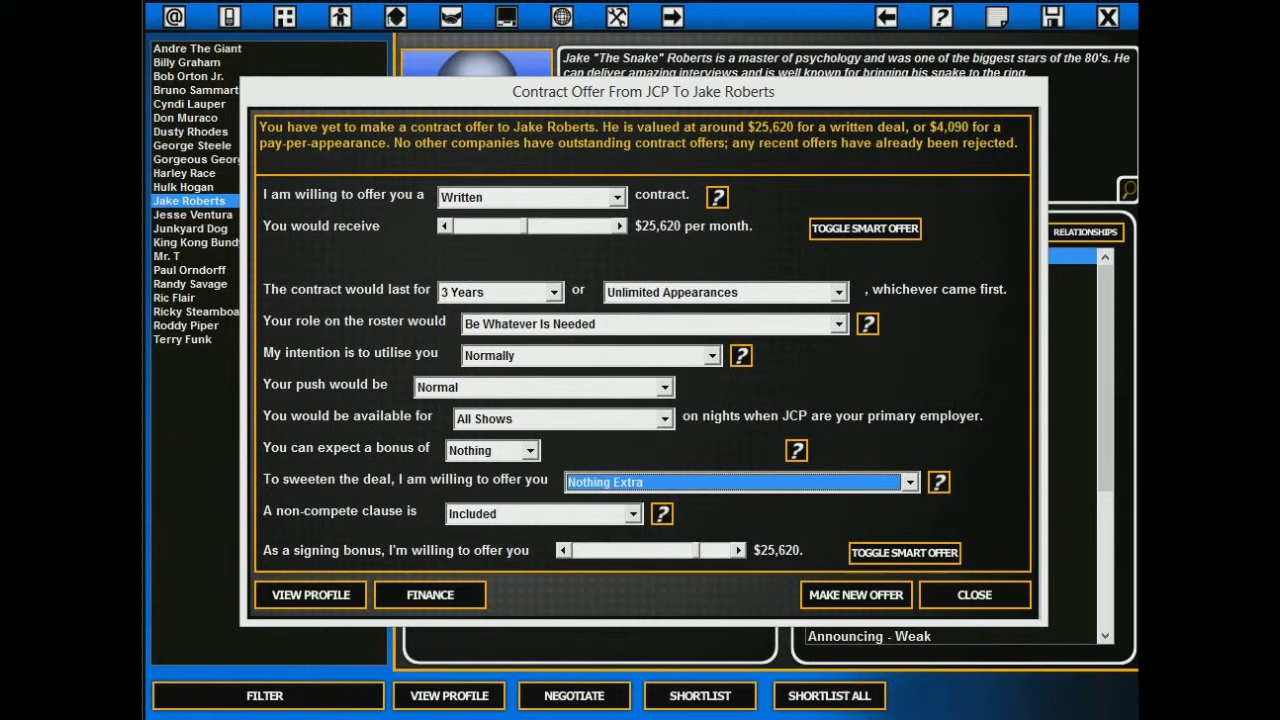 Andre The Giant
Billy Graham
Bob Orton Jr.
Bruno Sammart
Cyndi Lauper
Don Muraco
Dusty Rhodes
George Steele
Gorgeous Georg
Harley Race
Hulk Hogan
Jake Roberts
Jesse Ventura
Junkyard Dog
King Kong Bundy
Mr. T
Paul Orndorff
Randy Savage
Ric Flair
Ricky Steamboa
Roddy Piper
Terry Funk
Jake "The Snake" Roberts is a master of psychology and was one of the biggest stars of the 80's. He
can deliver amazing interviews and is well known for bringing his snake to the ring.
Contract Offer From JCP To Jake Roberts
You have yet to make a contract offer to Jake Roberts. He is valued at around $25,620 for a written deal, or $4,090 for a
pay-per-appearance. No other companies have outstanding contract offers; any recent offers have already been rejected.
I am willing to offer you a Written contract. ?
You would receive $25,620 per month. TOGGLE SMART OFFER
The contract would last for 3 Years or Unlimited Appearances , whichever came first.
Your role on the roster would Be Whatever Is Needed ?
My intention is to utilise you Normally ?
Your push would be Normal
You would be available for All Shows on nights when JCP are your primary employer.
You can expect a bonus of Nothing ?
To sweeten the deal, I am willing to offer you Nothing Extra ?
A non-compete clause is Included ?
As a signing bonus, I'm willing to offer you $25,620. TOGGLE SMART OFFER
VIEW PROFILE FINANCE MAKE NEW OFFER CLOSE
RELATIONSHIPS
Announcing - Weak
FILTER VIEW PROFILE NEGOTIATE SHORTLIST SHORTLIST ALL